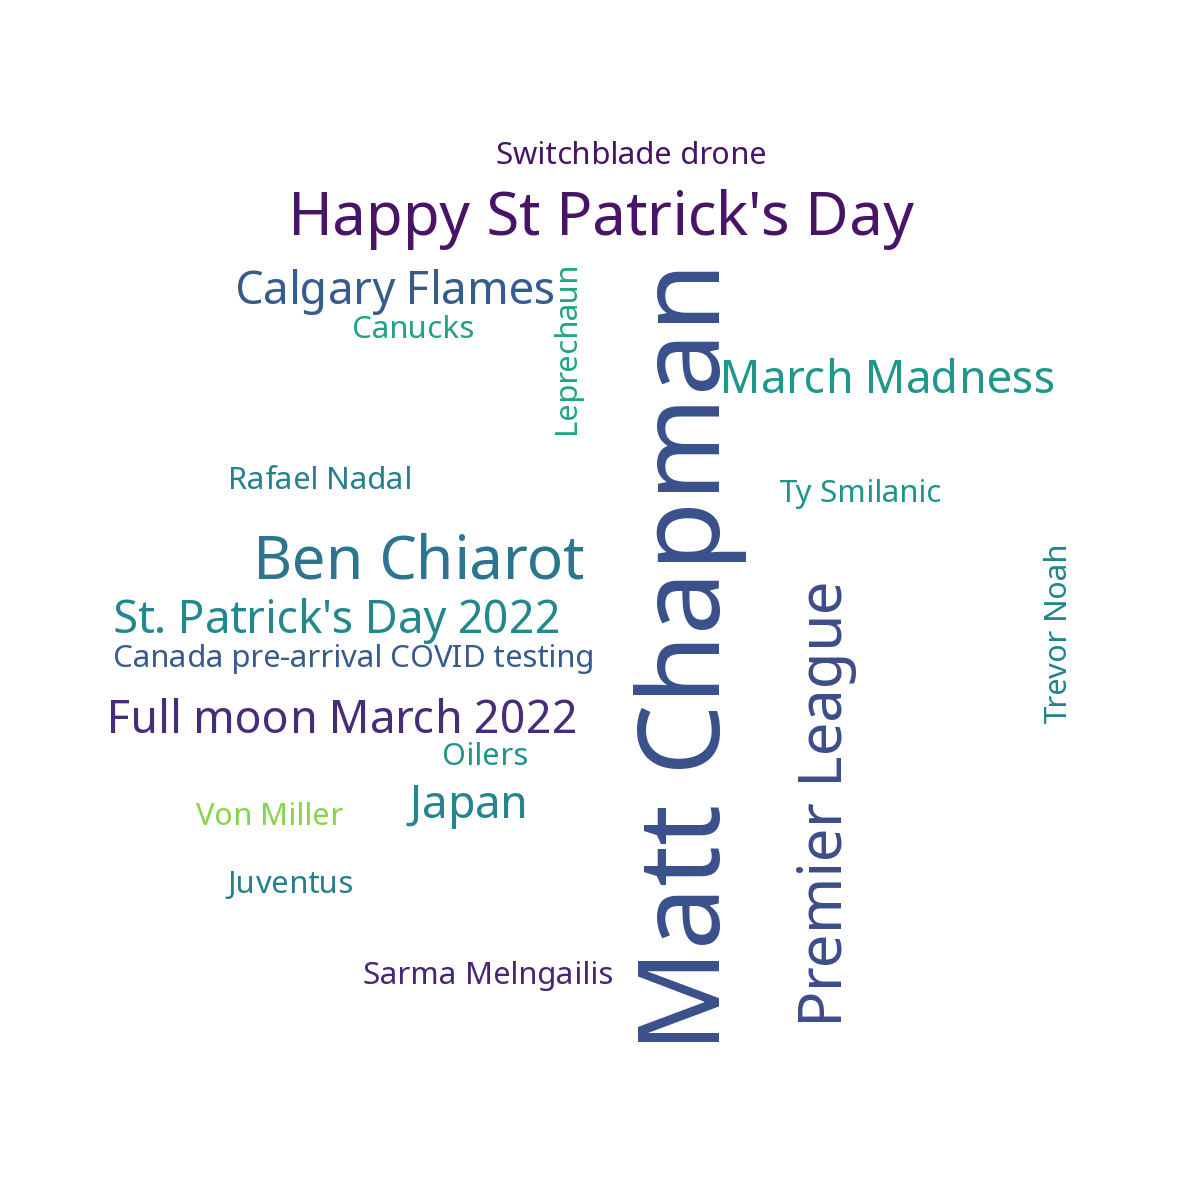 Switchblade drone
Happy St Patrick's Day
Calgary Flames
Leprechaun
Matt Chapman
Canucks
March Madness
Rafael Nadal
Ty Smilanic
Ben Chiarot
Trevor Noah
Premier League
St. Patrick's Day 2022
Canada pre-arrival COVID testing
Full moon March 2022
Oilers
Japan
Von Miller
Juventus
Sarma Melngailis